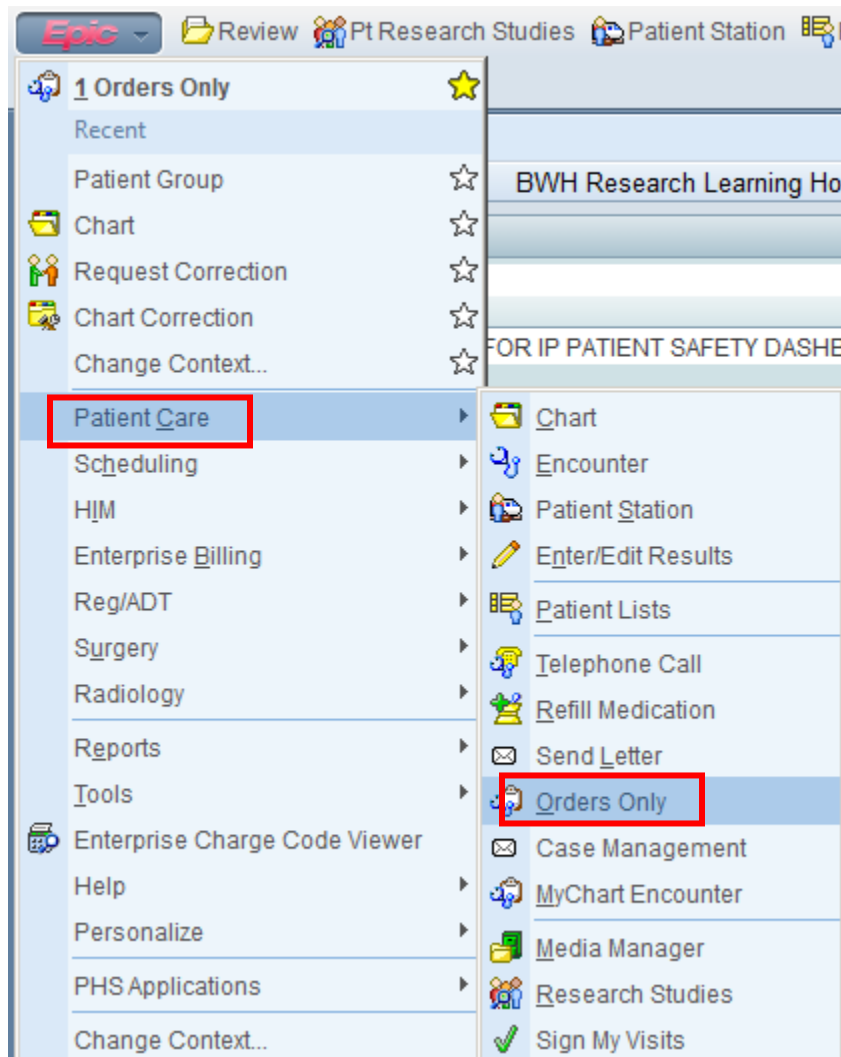 Epic Review Pt Research Studies Patient Station
1 Orders Only
Recent
Patient Group
BWH Research Learning Ho
Chart
Request Correction
Chart Correction
Change Context...
FOR IP PATIENT SAFETY DASHB
Patient Care
Scheduling
HIM
Enterprise Billing
Reg/ADT
Surgery
Radiology
Reports
Tools
Enterprise Charge Code Viewer
Help
Personalize
PHS Applications
Change Context...
Chart
Encounter
Patient Station
Enter/Edit Results
Patient Lists
Telephone Call
Refill Medication
Send Letter
Orders Only
Case Management
MyChart Encounter
Media Manager
Research Studies
Sign My Visits